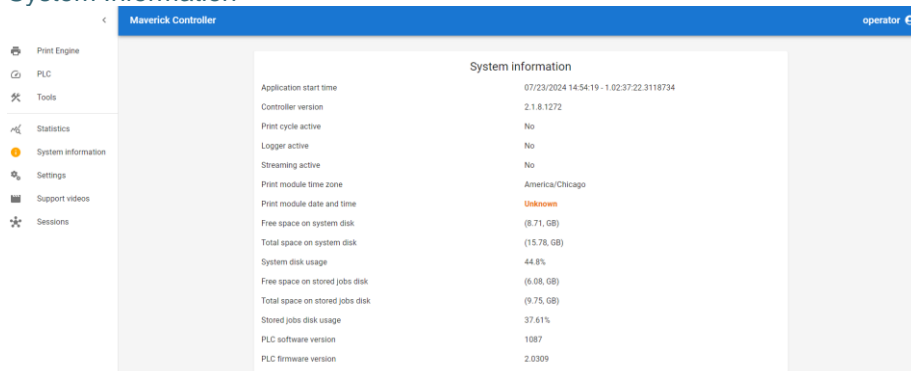 Maverick Controller
operator
Print Engine
PLC
Tools
Statistics
System information
Settings
Support videos
Sessions
System information
Application start time 07/23/2024 14:54:19 - 1.02:37:22.3118734
Controller version 2.1.8.1272
Print cycle active No
Logger active No
Streaming active No
Print module time zone America/Chicago
Print module date and time Unknown
Free space on system disk (8.71, GB)
Total space on system disk (15.78, GB)
System disk usage 44.8%
Free space on stored jobs disk (6.08, GB)
Total space on stored jobs disk (9.75, GB)
Stored jobs disk usage 37.61%
PLC software version 1087
PLC firmware version 2.0309